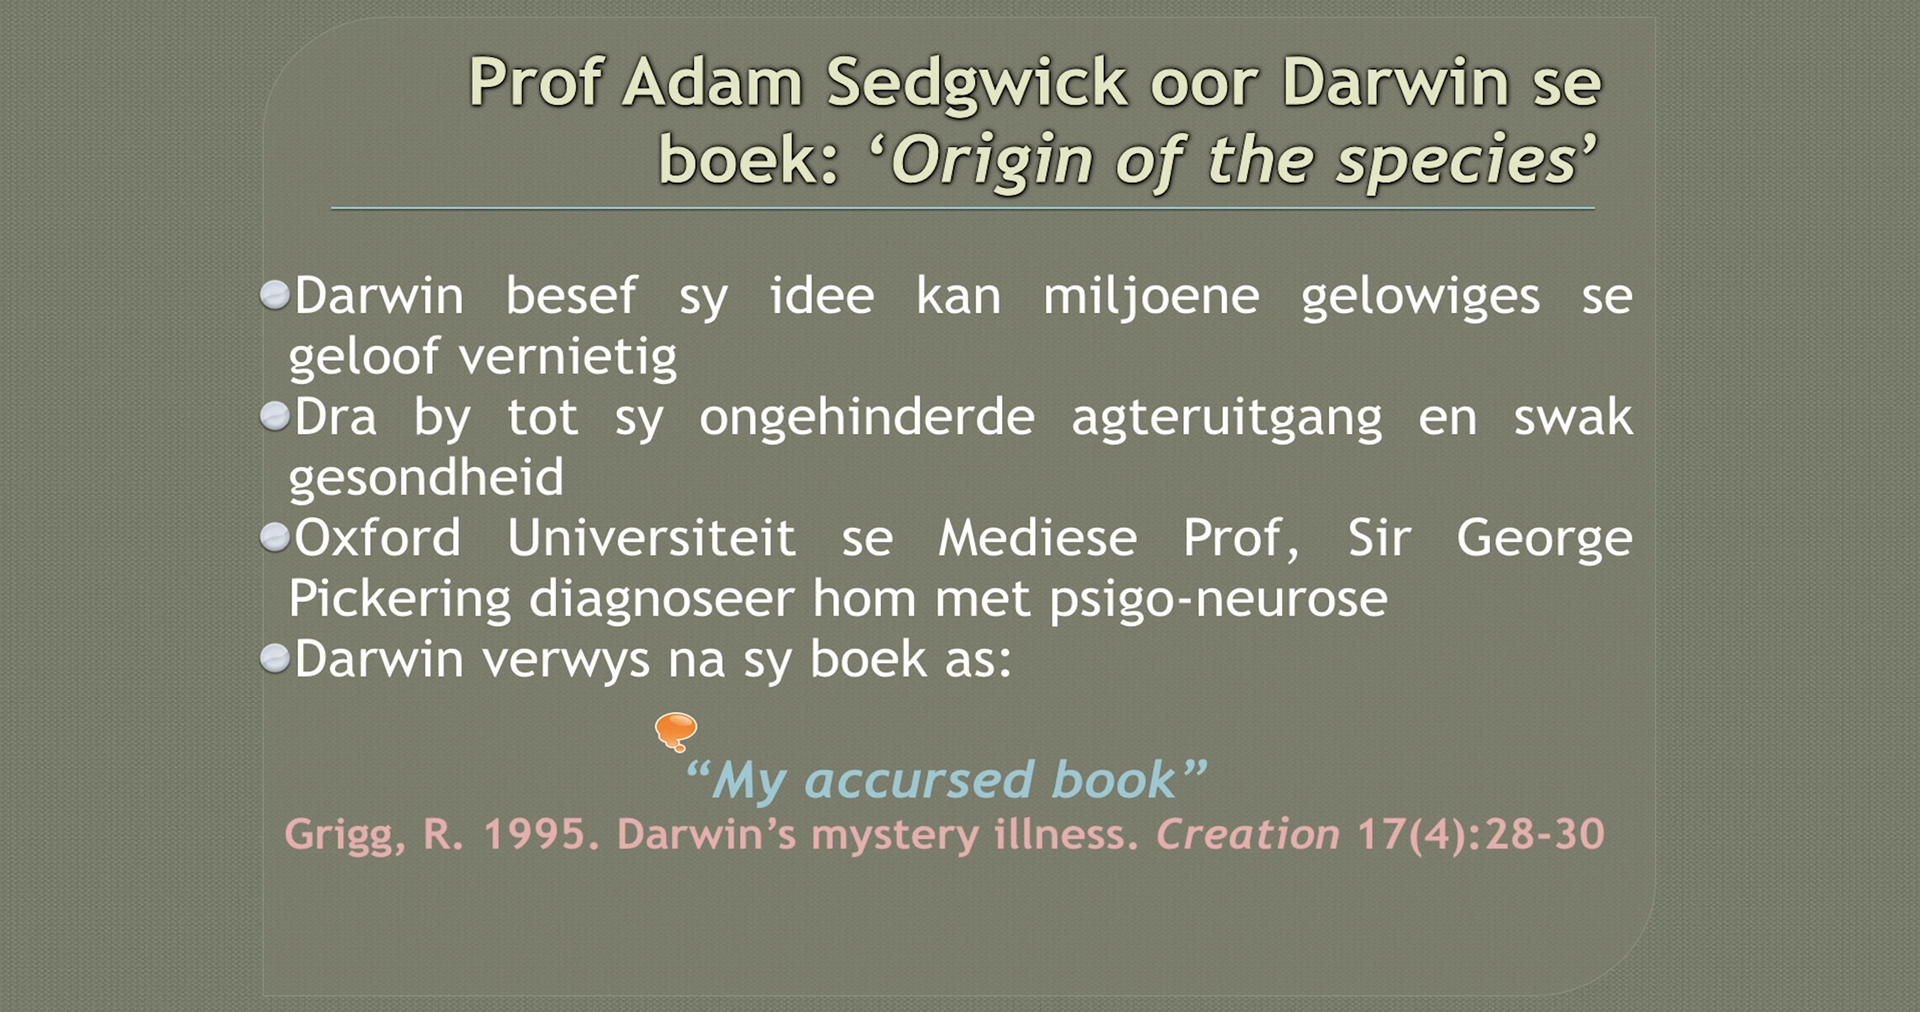 Prof Adam Sedgwick oor Darwin se
boek: ‘Origin of the species’
Darwin besef sy idee kan miljoene gelowiges se
geloof vernietig
Dra by tot sy ongehinderde agteruitgang en swak
gesondheid
Oxford Universiteit se Mediese Prof, Sir George
Pickering diagnoseer hom met psigo-neurose
Darwin verwys na sy boek as:
“My accursed book”
Grigg, R. 1995. Darwin’s mystery illness. Creation 17(4):28-30